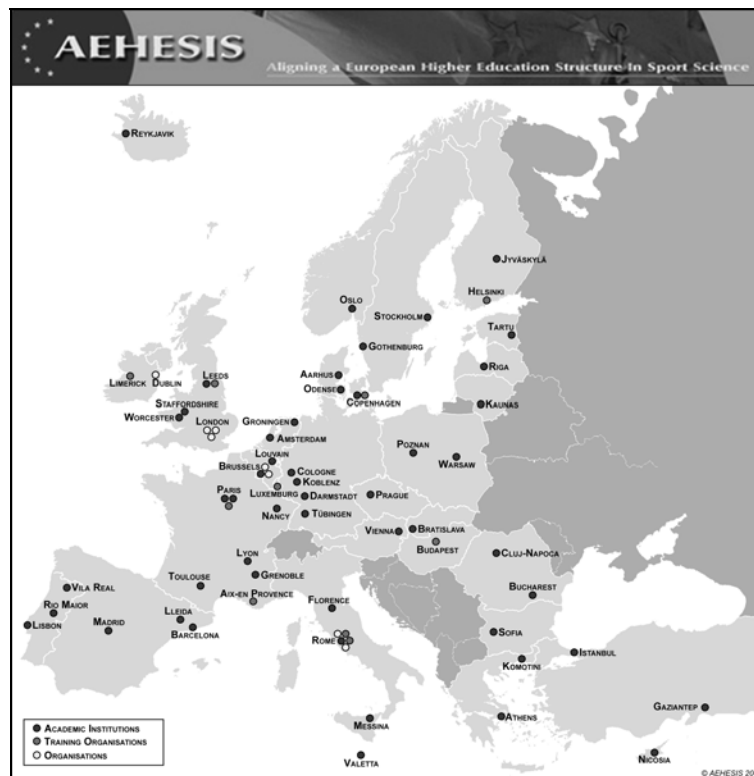 AEHESIS
Aligning a European Higher Education Structure In Sport Science
REYKJAVIK
JYVÄSKYLÄ
HELSINKI
OSLO
STOCKHOLM
TARTU
GOTHENBURG
RIGA
AARHUS
ODENSE
COPENHAGEN
KAUNAS
LIMERICK
DUBLIN
LEEDS
STAFFORDSHIRE
WORCESTER
LONDON
GRONINGEN
AMSTERDAM
POZNAN
WARSAW
LOUVAIN
BRUSSELS
COLOGNE
KOBLENZ
LUXEMBURG
DARMSTADT
PRAGUE
PARIS
NANCY
TÜBINGEN
VIENNA
BRATISLAVA
BUDAPEST
CLUJ-NAPOCA
LYON
GRENOBLE
TOULOUSE
AIX-EN PROVENCE
BUCHAREST
VILA REAL
RIO MAIOR
LLEIDA
FLORENCE
LISBON
MADRID
BARCELONA
ROME
SOFIA
KOMOTINI
ISTANBUL
GAZIANTEP
MESSINA
ATHENS
VALETTA
NICOSIA
ACADEMIC INSTITUTIONS
TRAINING ORGANISATIONS
ORGANISATIONS
© AEHESIS 20